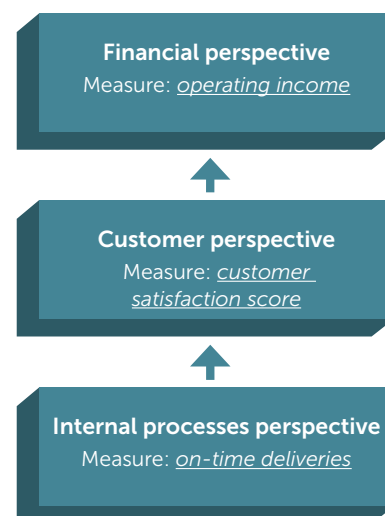 Financial perspective
Measure: operating income
Customer perspective
Measure: customer
satisfaction score
Internal processes perspective
Measure: on-time deliveries